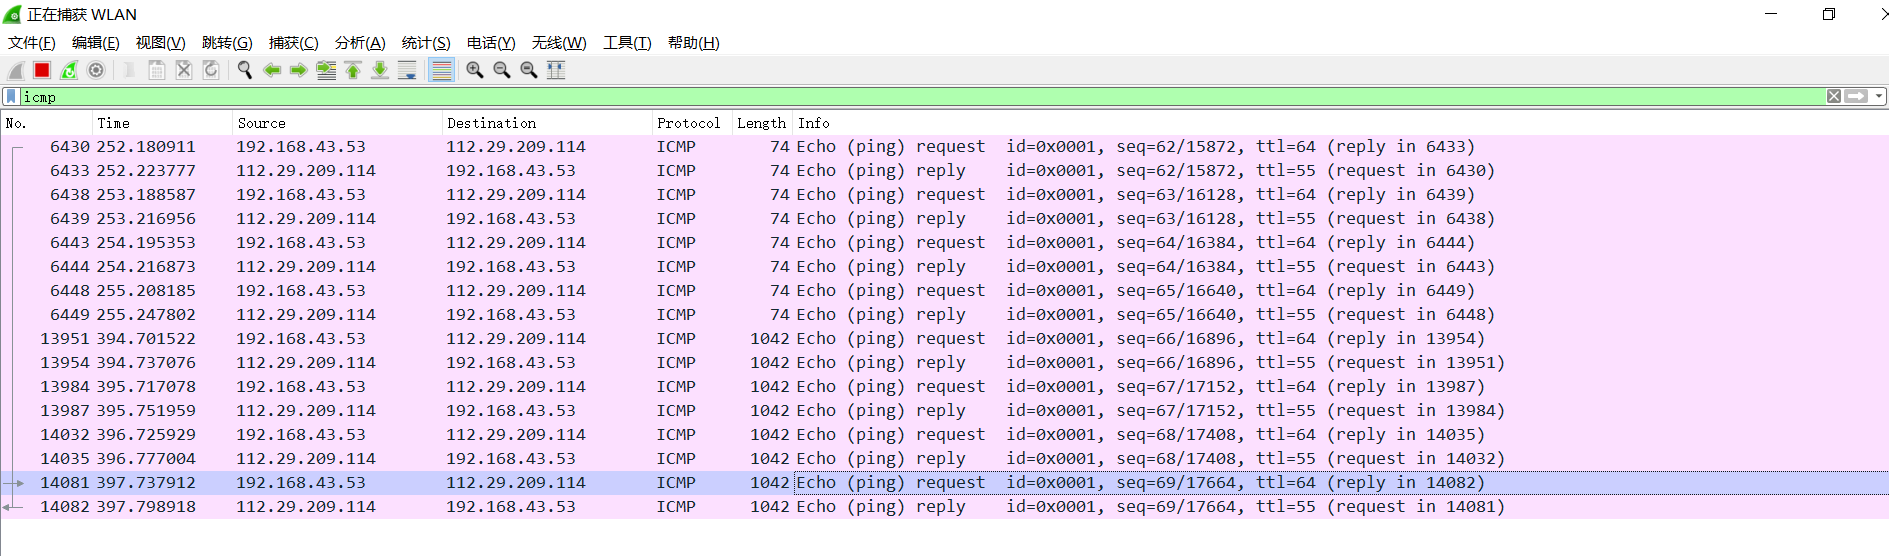 正在捕获 WLAN
文件(F) 编辑(E) 视图(V) 跳转(G) 捕获(C) 分析(A) 统计(S) 电话(Y) 无线(W) 工具(T) 帮助(H)
icmp
No. Time Source Destination Protocol Length Info
6430 252.180911 192.168.43.53 112.29.209.114 ICMP 74 Echo (ping) request id=0x0001, seq=62/15872, ttl=64 (reply in 6433)
6433 252.223777 112.29.209.114 192.168.43.53 ICMP 74 Echo (ping) reply id=0x0001, seq=62/15872, ttl=55 (request in 6430)
6438 253.188587 192.168.43.53 112.29.209.114 ICMP 74 Echo (ping) request id=0x0001, seq=63/16128, ttl=64 (reply in 6439)
6439 253.216956 112.29.209.114 192.168.43.53 ICMP 74 Echo (ping) reply id=0x0001, seq=63/16128, ttl=55 (request in 6438)
6443 254.195353 192.168.43.53 112.29.209.114 ICMP 74 Echo (ping) request id=0x0001, seq=64/16384, ttl=64 (reply in 6444)
6444 254.216873 112.29.209.114 192.168.43.53 ICMP 74 Echo (ping) reply id=0x0001, seq=64/16384, ttl=55 (request in 6443)
6448 255.208185 192.168.43.53 112.29.209.114 ICMP 74 Echo (ping) request id=0x0001, seq=65/16640, ttl=64 (reply in 6449)
6449 255.247802 112.29.209.114 192.168.43.53 ICMP 74 Echo (ping) reply id=0x0001, seq=65/16640, ttl=55 (request in 6448)
13951 394.701522 192.168.43.53 112.29.209.114 ICMP 1042 Echo (ping) request id=0x0001, seq=66/16896, ttl=64 (reply in 13954)
13954 394.737076 112.29.209.114 192.168.43.53 ICMP 1042 Echo (ping) reply id=0x0001, seq=66/16896, ttl=55 (request in 13951)
13984 395.717078 192.168.43.53 112.29.209.114 ICMP 1042 Echo (ping) request id=0x0001, seq=67/17152, ttl=64 (reply in 13987)
13987 395.751959 112.29.209.114 192.168.43.53 ICMP 1042 Echo (ping) reply id=0x0001, seq=67/17152, ttl=55 (request in 13984)
14032 396.725929 192.168.43.53 112.29.209.114 ICMP 1042 Echo (ping) request id=0x0001, seq=68/17408, ttl=64 (reply in 14035)
14035 396.777004 112.29.209.114 192.168.43.53 ICMP 1042 Echo (ping) reply id=0x0001, seq=68/17408, ttl=55 (request in 14032)
14081 397.737912 192.168.43.53 112.29.209.114 ICMP 1042 Echo (ping) request id=0x0001, seq=69/17664, ttl=64 (reply in 14082)
14082 397.798918 112.29.209.114 192.168.43.53 ICMP 1042 Echo (ping) reply id=0x0001, seq=69/17664, ttl=55 (request in 14081)